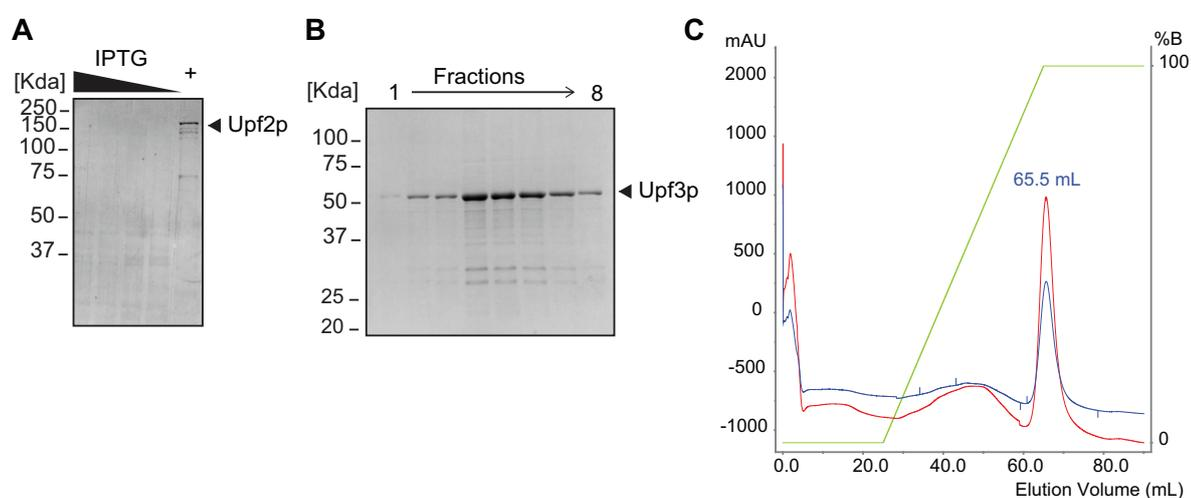 A
IPTG
+
[Kda]
250
150
100
75
50
37
Upf2p
B
Fractions
[Kda]
1
8
100
75
50
37
25
20
Upf3p
C
mAU
%B
2000
1000
1000
500
0
-500
-1000
100
0
65.5 mL
0.0 20.0 40.0 60.0 80.0
Elution Volume (mL)